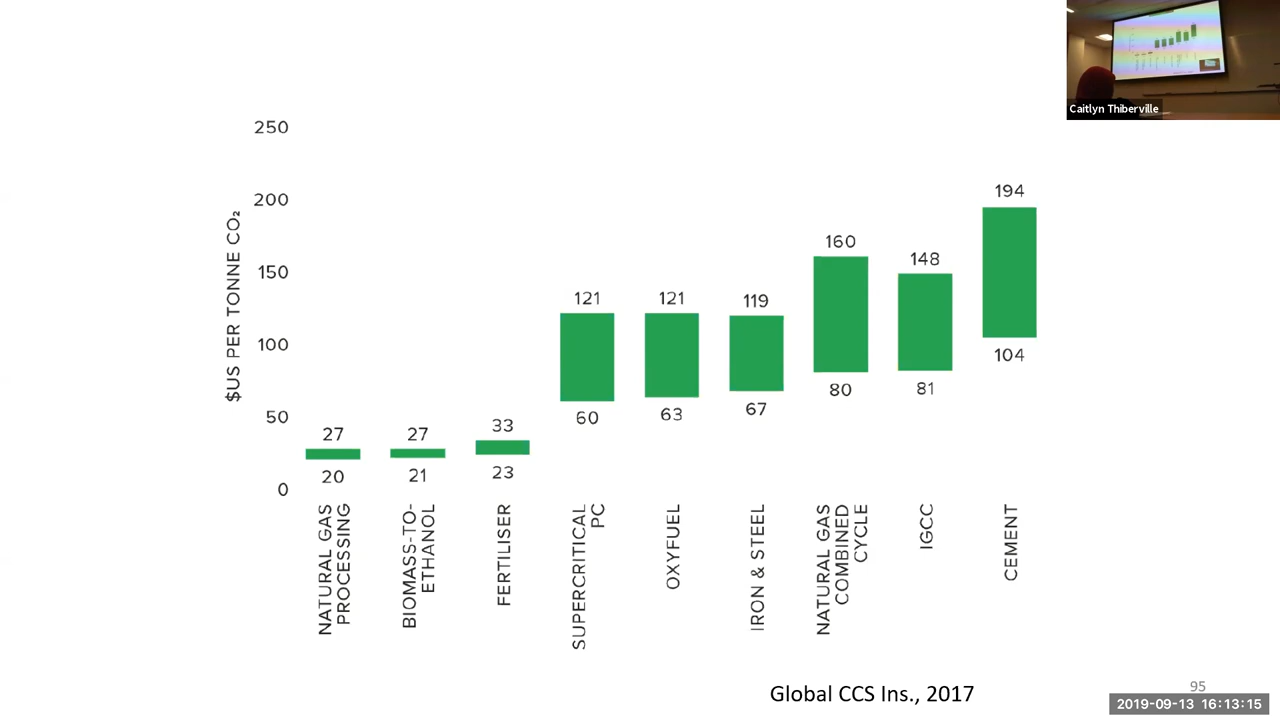 Caitlyn Thiberville
$US PER TONNE CO₂
250
200
150
100
50
0
27
20
27
21
33
23
121
60
121
63
119
67
160
80
148
81
194
104
NATURAL GAS
PROCESSING
BIOMASS-TO-
ETHANOL
FERTILISER
SUPERCRITICAL
PC
OXYFUEL
IRON & STEEL
NATURAL GAS
COMBINED
CYCLE
IGCC
CEMENT
Global CCS Ins., 2017
95
2019-09-13 16:13:15